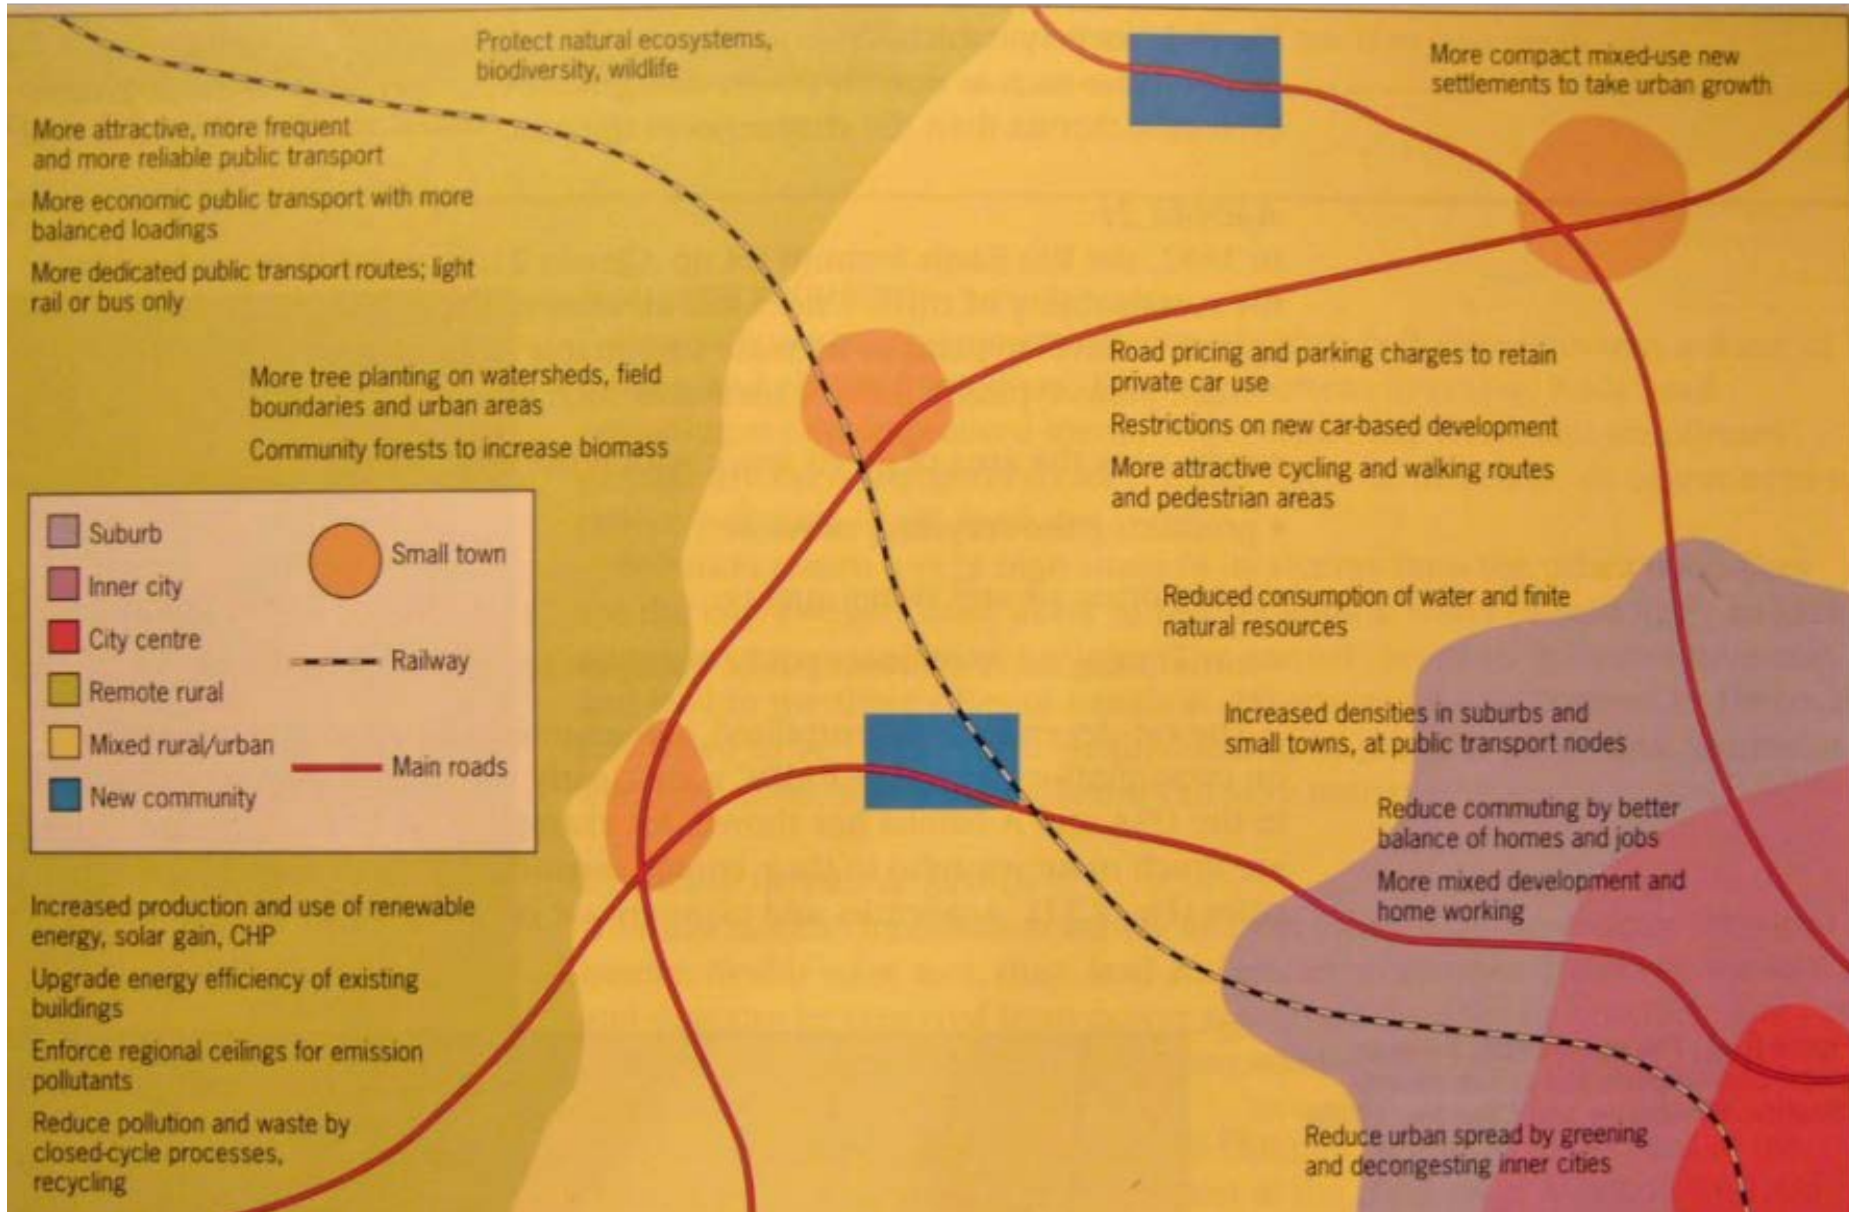 Protect natural ecosystems,
biodiversity, wildlife
More compact mixed-use new
settlements to take urban growth
More attractive, more frequent
and more reliable public transport
More economic public transport with more
balanced loadings
More dedicated public transport routes; light
rail or bus only
More tree planting on watersheds, field
boundaries and urban areas
Community forests to increase biomass
Road pricing and parking charges to retain
private car use
Restrictions on new car-based development
More attractive cycling and walking routes
and pedestrian areas
Suburb
Inner city
City centre
Remote rural
Mixed rural/urban
New community
Small town
Railway
Main roads
Reduced consumption of water and finite
natural resources
Increased densities in suburbs and
small towns, at public transport nodes
Reduce commuting by better
balance of homes and jobs
More mixed development and
home working
Increased production and use of renewable
energy, solar gain, CHP
Upgrade energy efficiency of existing
buildings
Enforce regional ceilings for emission
pollutants
Reduce pollution and waste by
closed-cycle processes,
recycling
Reduce urban spread by greening
and decongesting inner cities